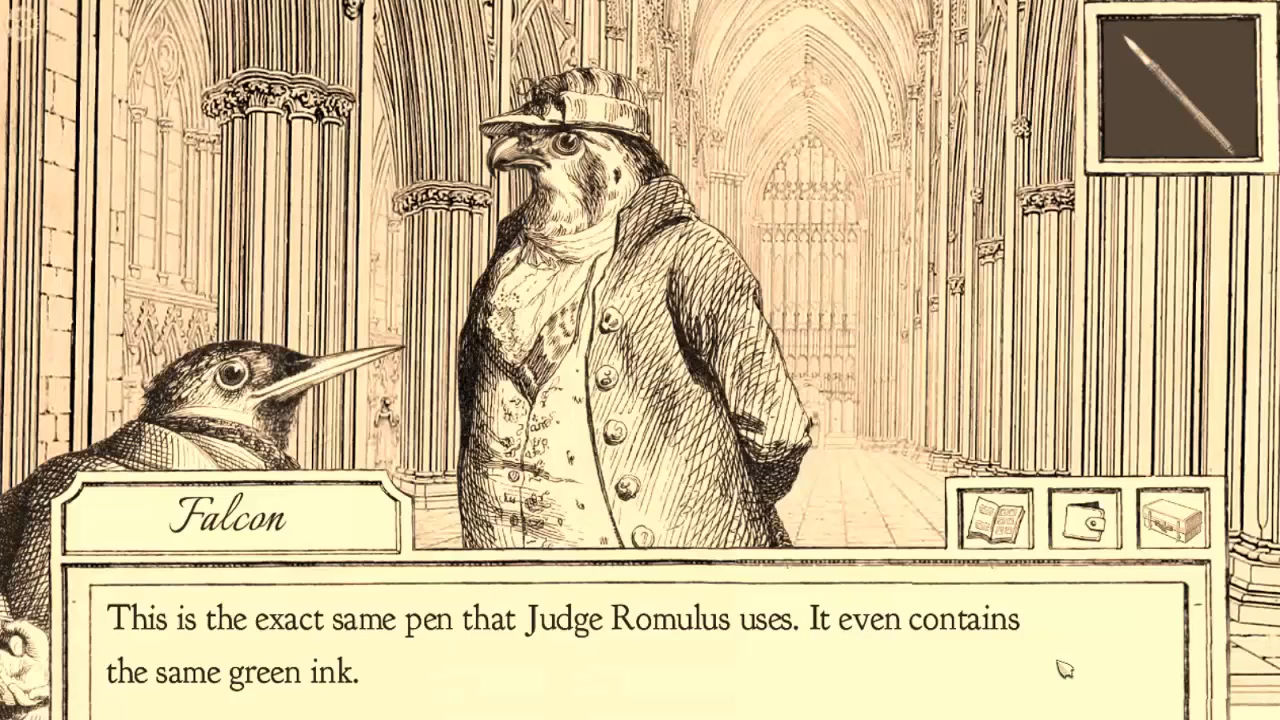 Falcon
This is the exact same pen that Judge Romulus uses. It even contains
the same green ink.